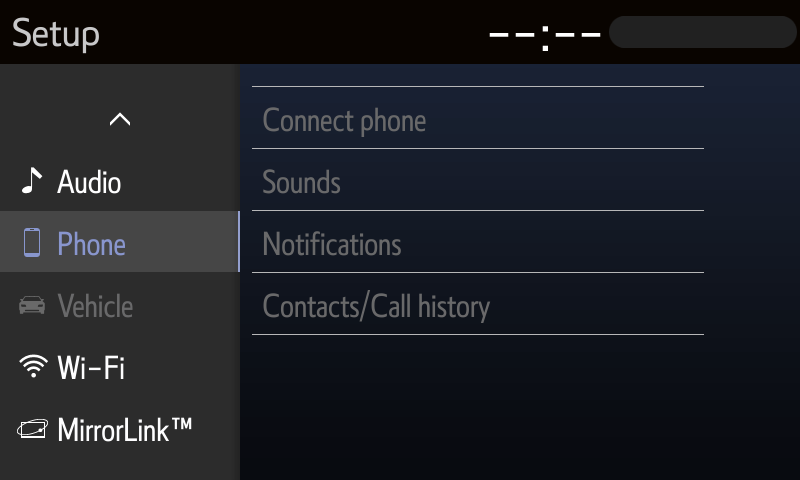 Setup
--:--
Audio
Phone
Vehicle
Wi-Fi
MirrorLink™
Connect phone
Sounds
Notifications
Contacts/Call history